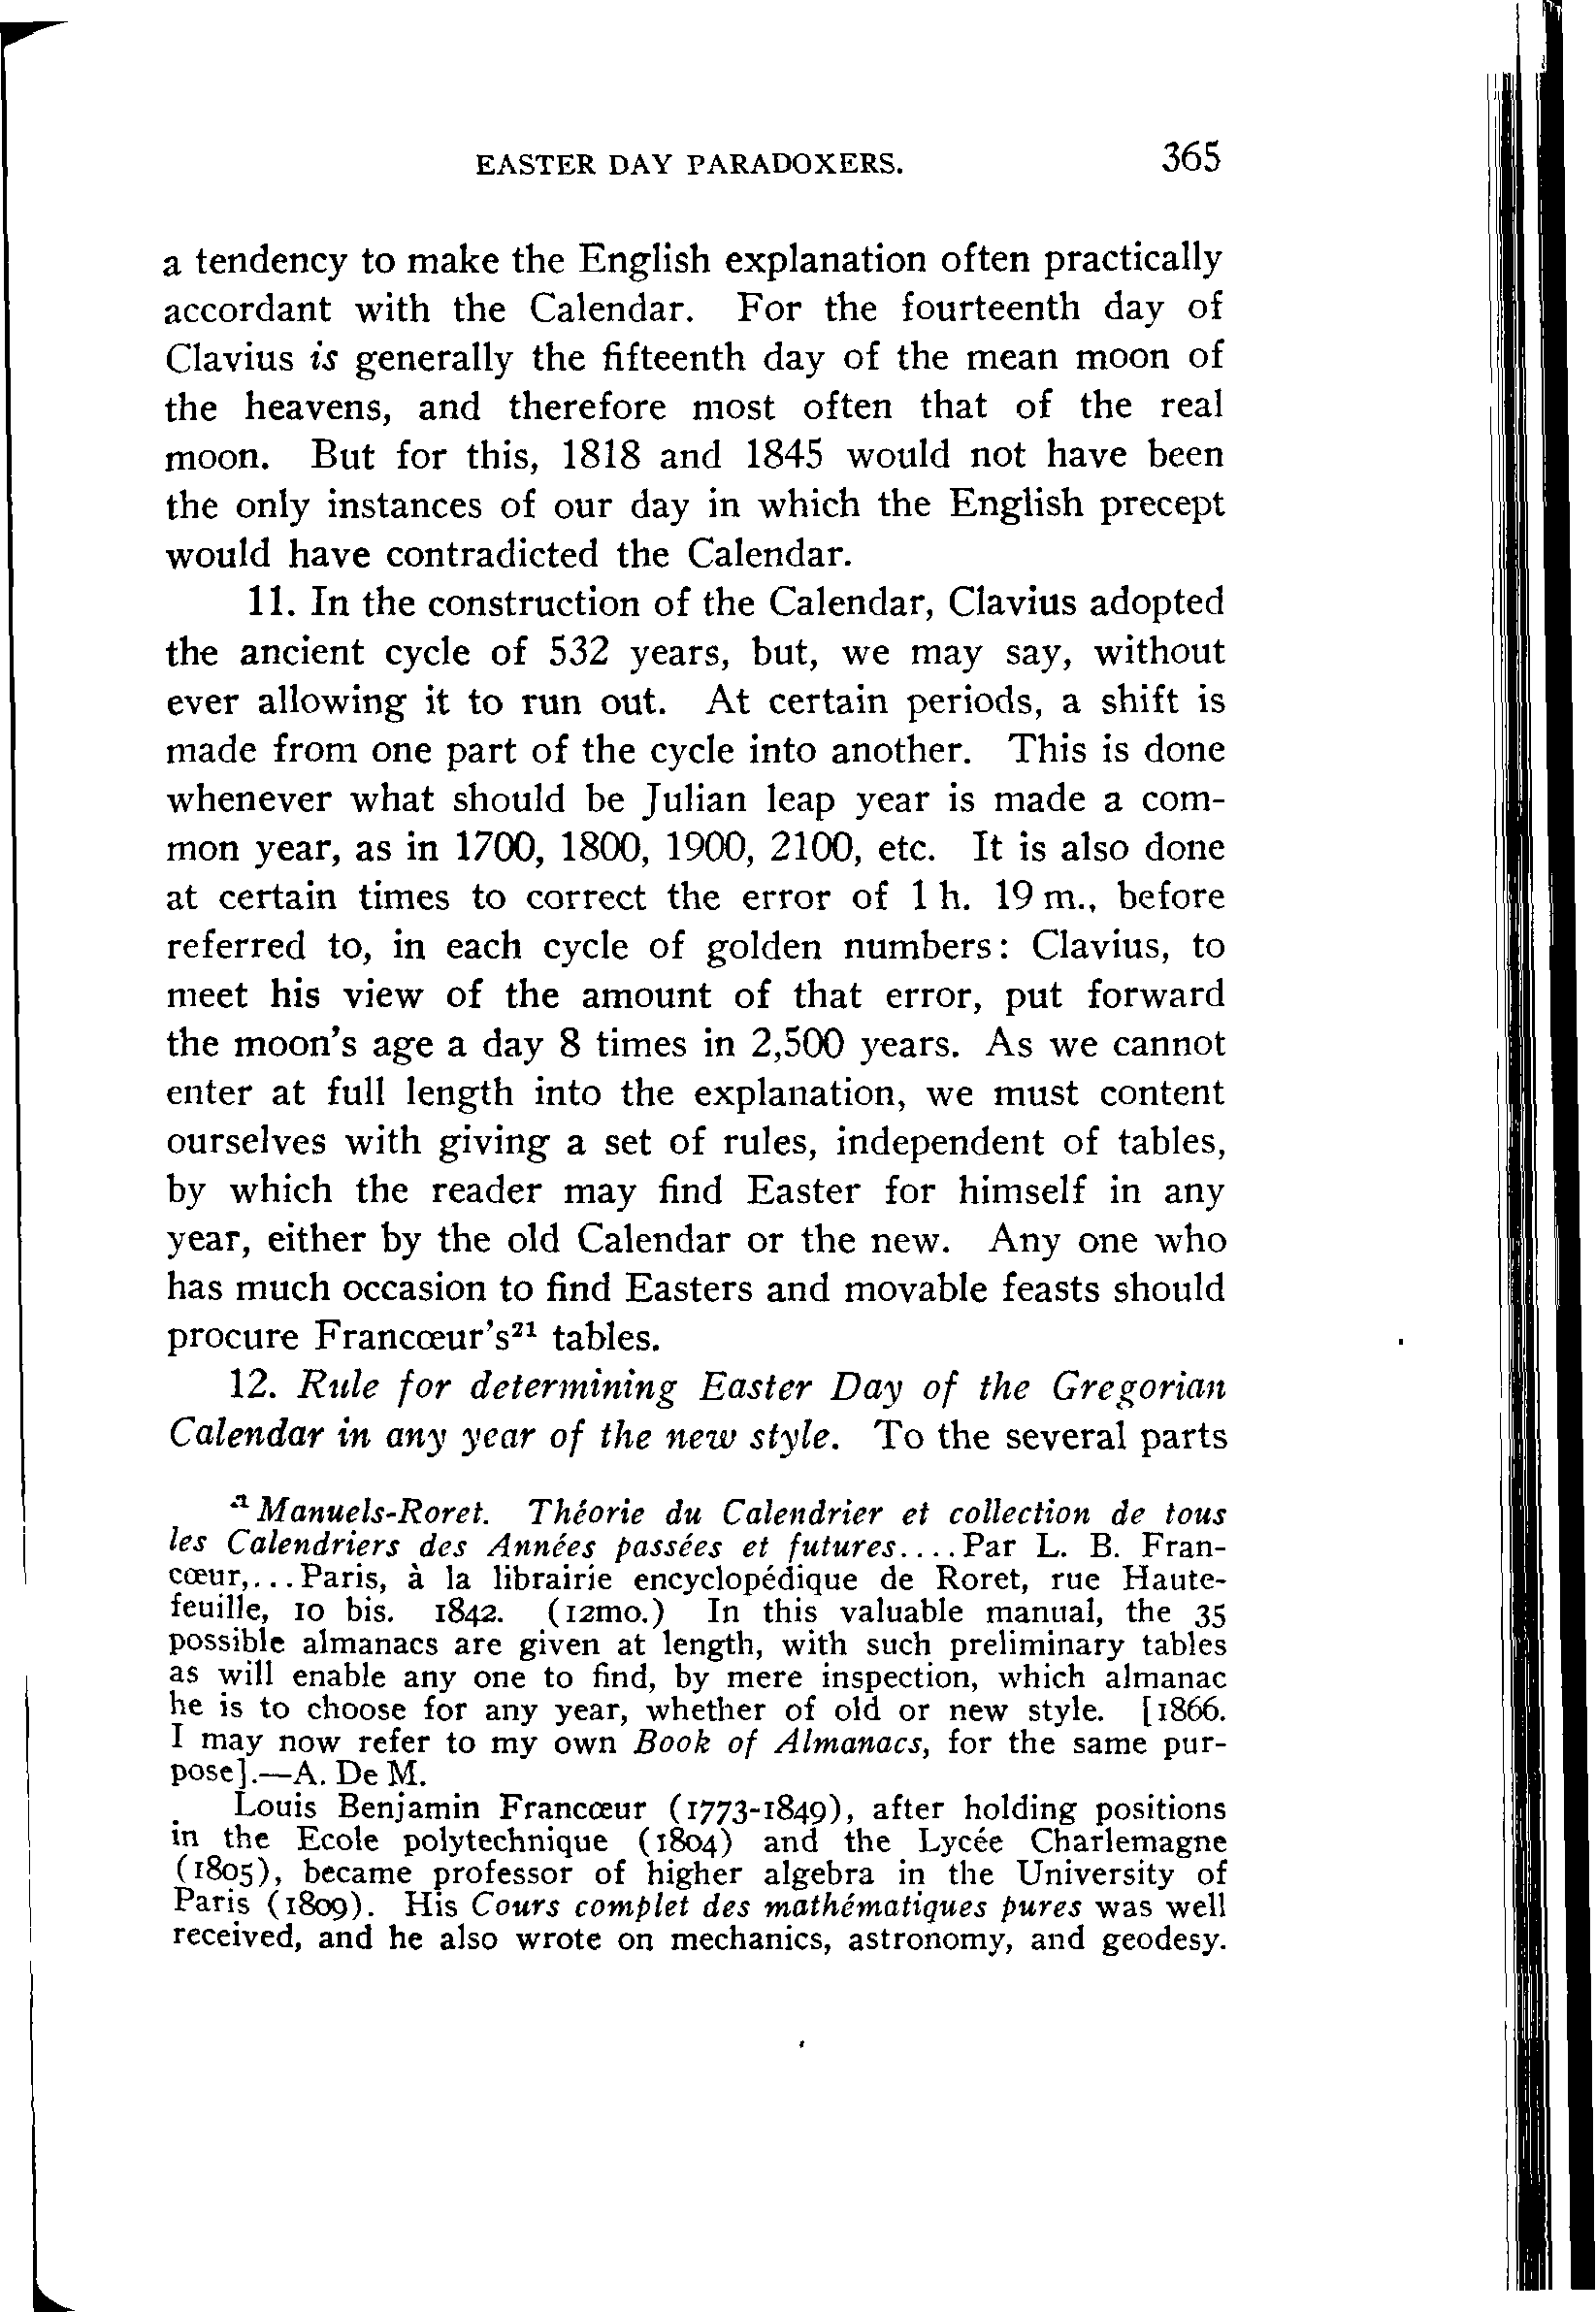 EASTER DAY PARADOXERS. 365
a tendency to make the English explanation often practically
accordant with the Calendar. For the fourteenth day of
Clavius is generally the fifteenth day of the mean moon of
the heavens, and therefore most often that of the real
moon. But for this, 1818 and 1845 would not have been
the only instances of our day in which the English precept
would have contradicted the Calendar.
11. In the construction of the Calendar, Clavius adopted
the ancient cycle of 532 years, but, we may say, without
ever allowing it to run out. At certain periods, a shift is
made from one part of the cycle into another. This is done
whenever what should be Julian leap year is made a com-
mon year, as in 1700, 1800, 1900, 2100, etc. It is also done
at certain times to correct the error of 1 h. 19 m., before
referred to, in each cycle of golden numbers: Clavius, to
meet his view of the amount of that error, put forward
the moon's age a day 8 times in 2,500 years. As we cannot
enter at full length into the explanation, we must content
ourselves with giving a set of rules, independent of tables,
by which the reader may find Easter for himself in any
year, either by the old Calendar or the new. Any one who
has much occasion to find Easters and movable feasts should
procure Francœur's²¹ tables.
12. Rule for determining Easter Day of the Gregorian
Calendar in any year of the new style. To the several parts
²¹ Manuels-Roret. Théorie du Calendrier et collection de tous
les Calendriers des Années passées et futures....Par L. B. Fran-
cœur,...Paris, à la librairie encyclopédique de Roret, rue Haute-
feuille, 10 bis. 1842. (12mo.) In this valuable manual, the 35
possible almanacs are given at length, with such preliminary tables
as will enable any one to find, by mere inspection, which almanac
he is to choose for any year, whether of old or new style. [1866.
I may now refer to my own Book of Almanacs, for the same pur-
pose].—A. De M.
Louis Benjamin Francœur (1773-1849), after holding positions
in the Ecole polytechnique (1804) and the Lycée Charlemagne
(1805), became professor of higher algebra in the University of
Paris (1809). His Cours complet des mathématiques pures was well
received, and he also wrote on mechanics, astronomy, and geodesy.